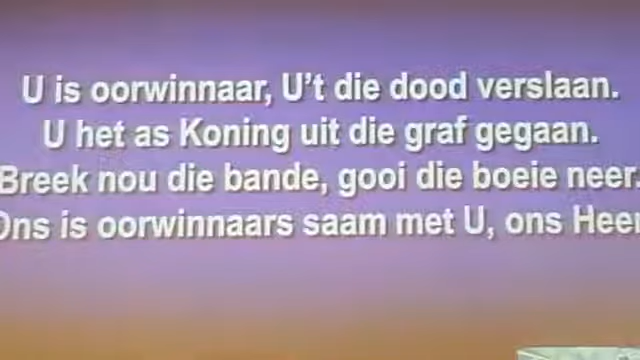 U is oorwinnaar, U't die dood verslaan.
U het as Koning uit die graf gegaan.
Breek nou die bande, gooi die boeie neer.
Ons is oorwinnaars saam met U, ons Heer